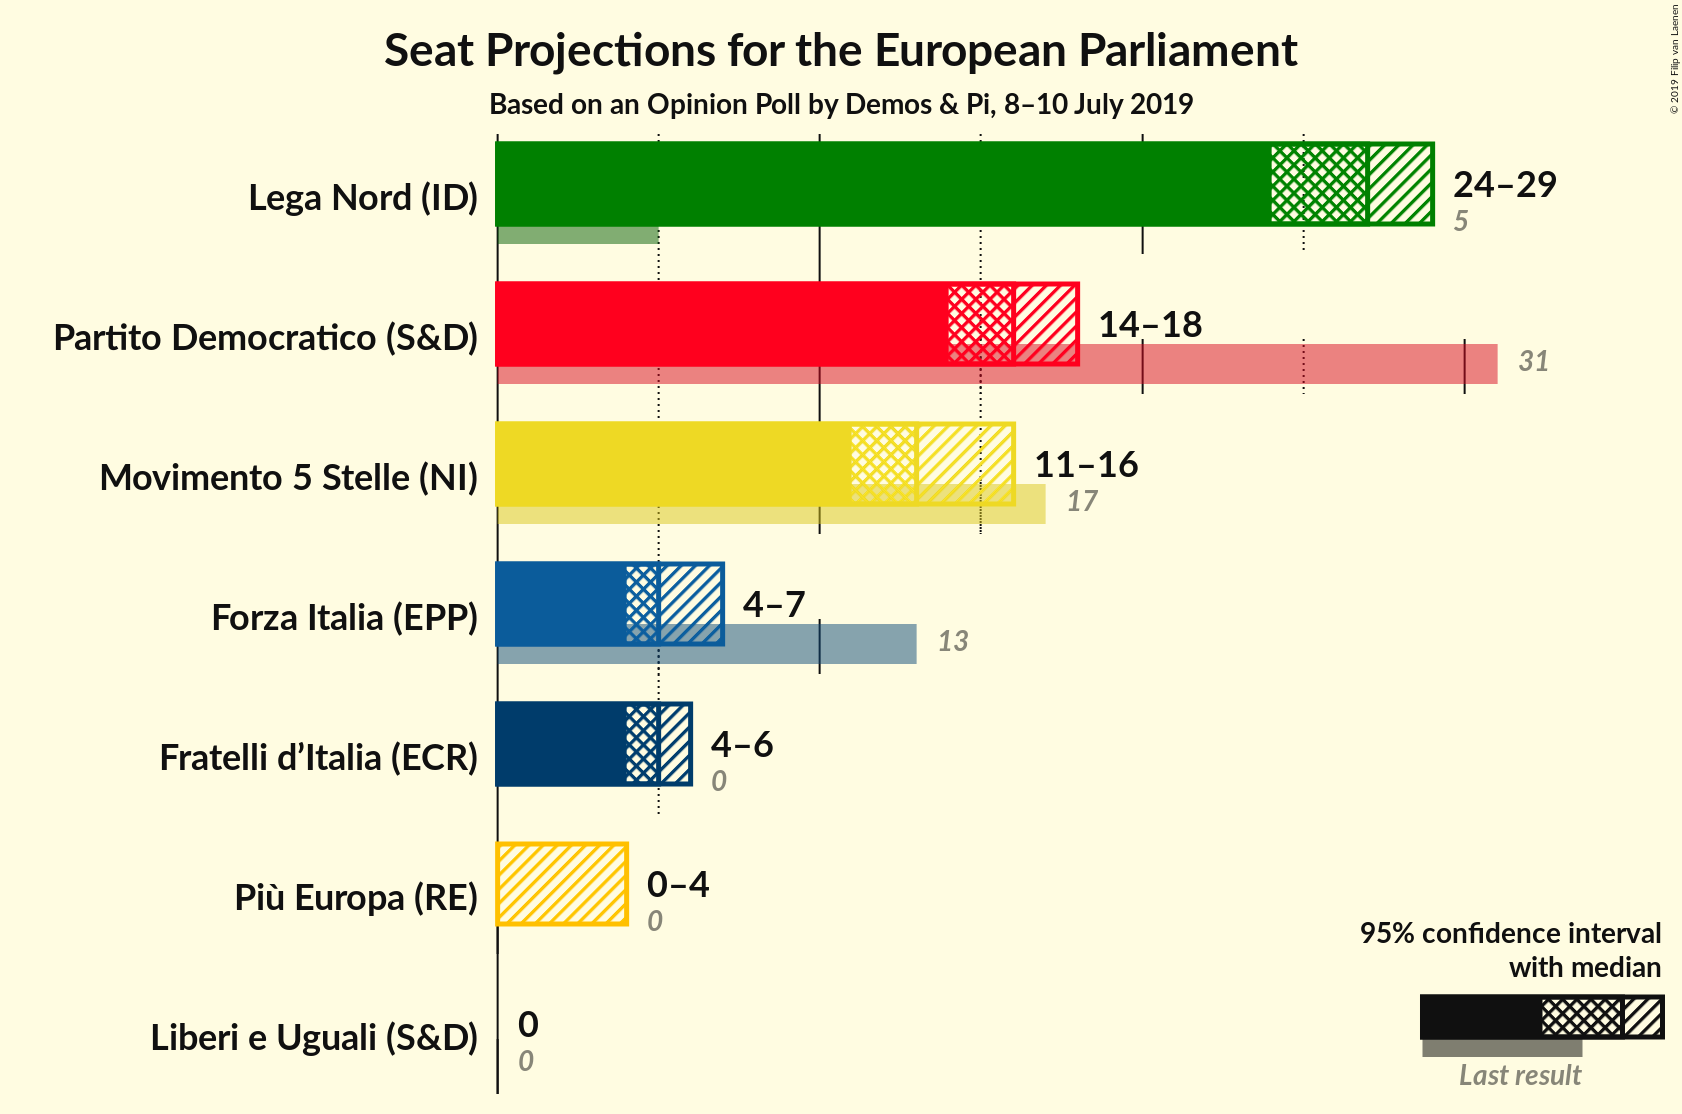 Seat Projections for the European Parliament
Based on an Opinion Poll by Demos & Pi, 8–10 July 2019
© 2019 Filip van Laenen
Lega Nord (ID)
24–29
5
Partito Democratico (S&D)
14–18
31
Movimento 5 Stelle (NI)
11–16
17
Forza Italia (EPP)
4–7
13
Fratelli d’Italia (ECR)
4–6
0
Più Europa (RE)
0–4
0
Liberi e Uguali (S&D)
0
0
95% confidence interval
with median
Last result